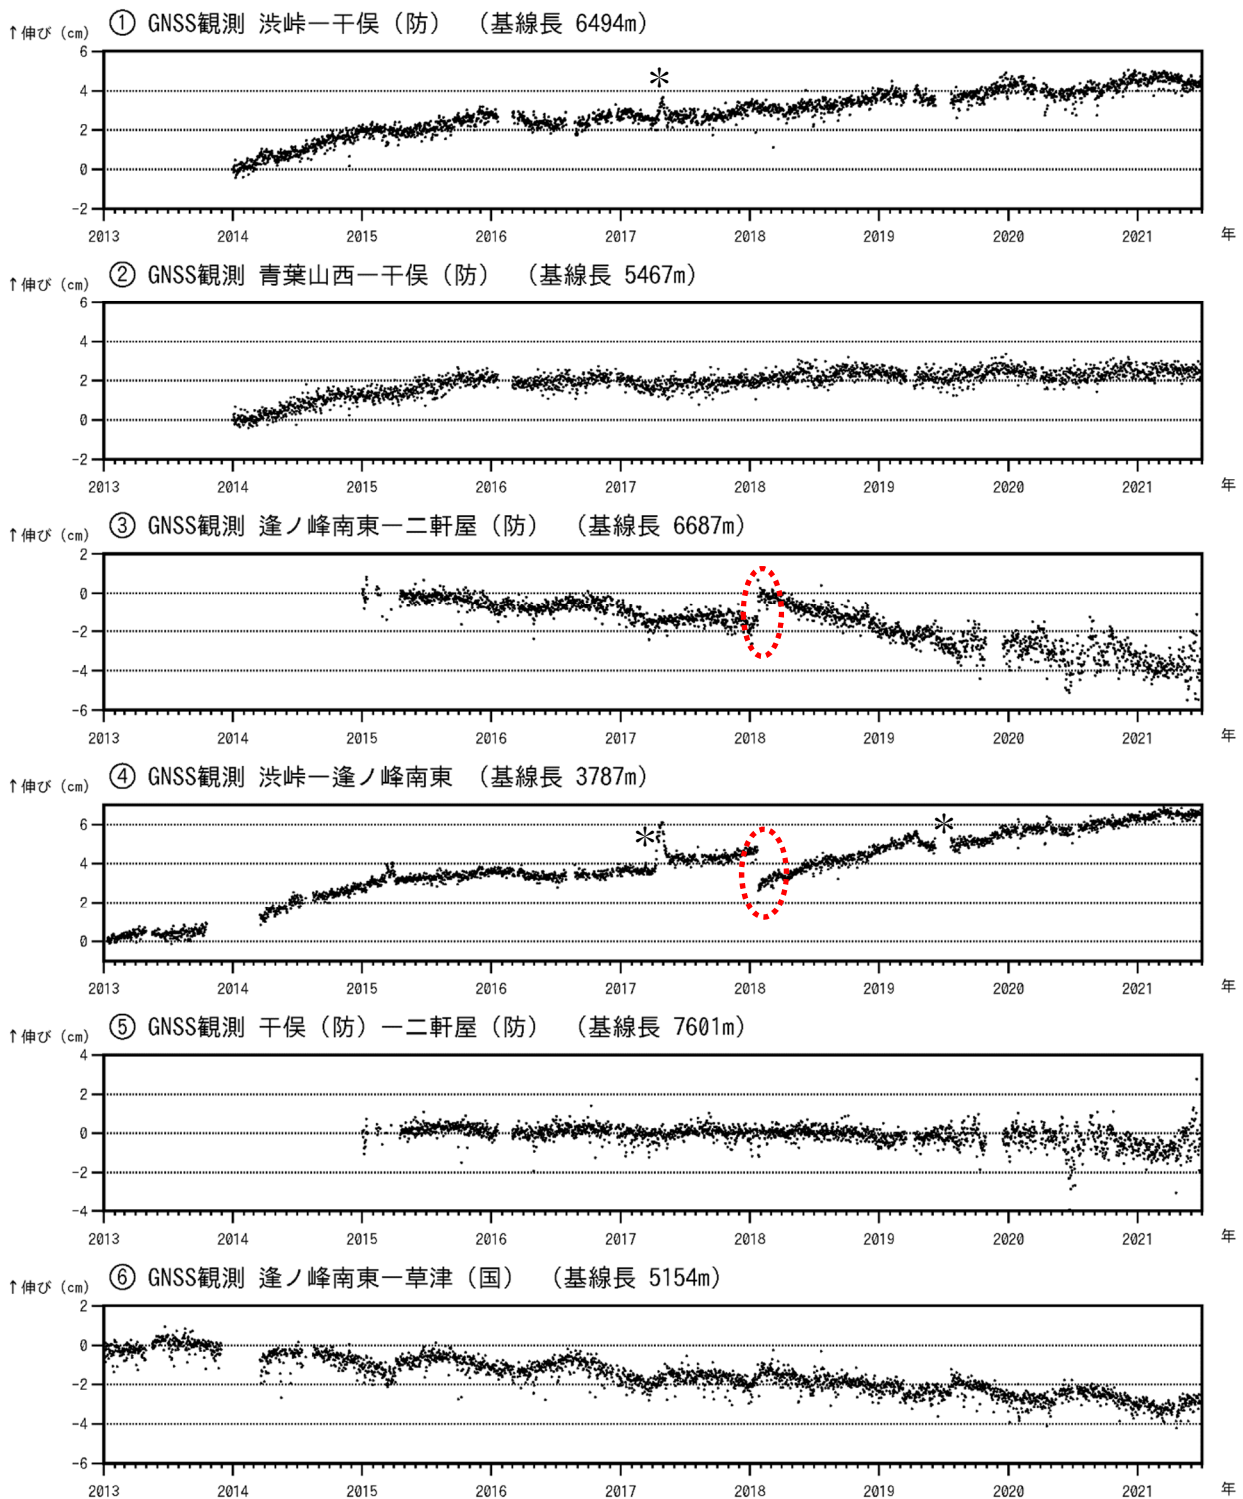 ↑伸び（cm） ① GNSS観測 渋峠ー干俣（防） （基線長 6494m）
6
4
2
0
-2
＊
2013 2014 2015 2016 2017 2018 2019 2020 2021 年
↑伸び（cm） ② GNSS観測 青葉山西ー干俣（防） （基線長 5467m）
6
4
2
0
-2
2013 2014 2015 2016 2017 2018 2019 2020 2021 年
↑伸び（cm） ③ GNSS観測 逢ノ峰南東ー二軒屋（防） （基線長 6687m）
2
0
-2
-4
-6
2013 2014 2015 2016 2017 2018 2019 2020 2021 年
↑伸び（cm） ④ GNSS観測 渋峠ー逢ノ峰南東 （基線長 3787m）
6
4
2
0
＊ ＊
2013 2014 2015 2016 2017 2018 2019 2020 2021 年
↑伸び（cm） ⑤ GNSS観測 干俣（防）ー二軒屋（防） （基線長 7601m）
4
2
0
-2
-4
2013 2014 2015 2016 2017 2018 2019 2020 2021 年
↑伸び（cm） ⑥ GNSS観測 逢ノ峰南東ー草津（国） （基線長 5154m）
2
0
-2
-4
-6
2013 2014 2015 2016 2017 2018 2019 2020 2021 年